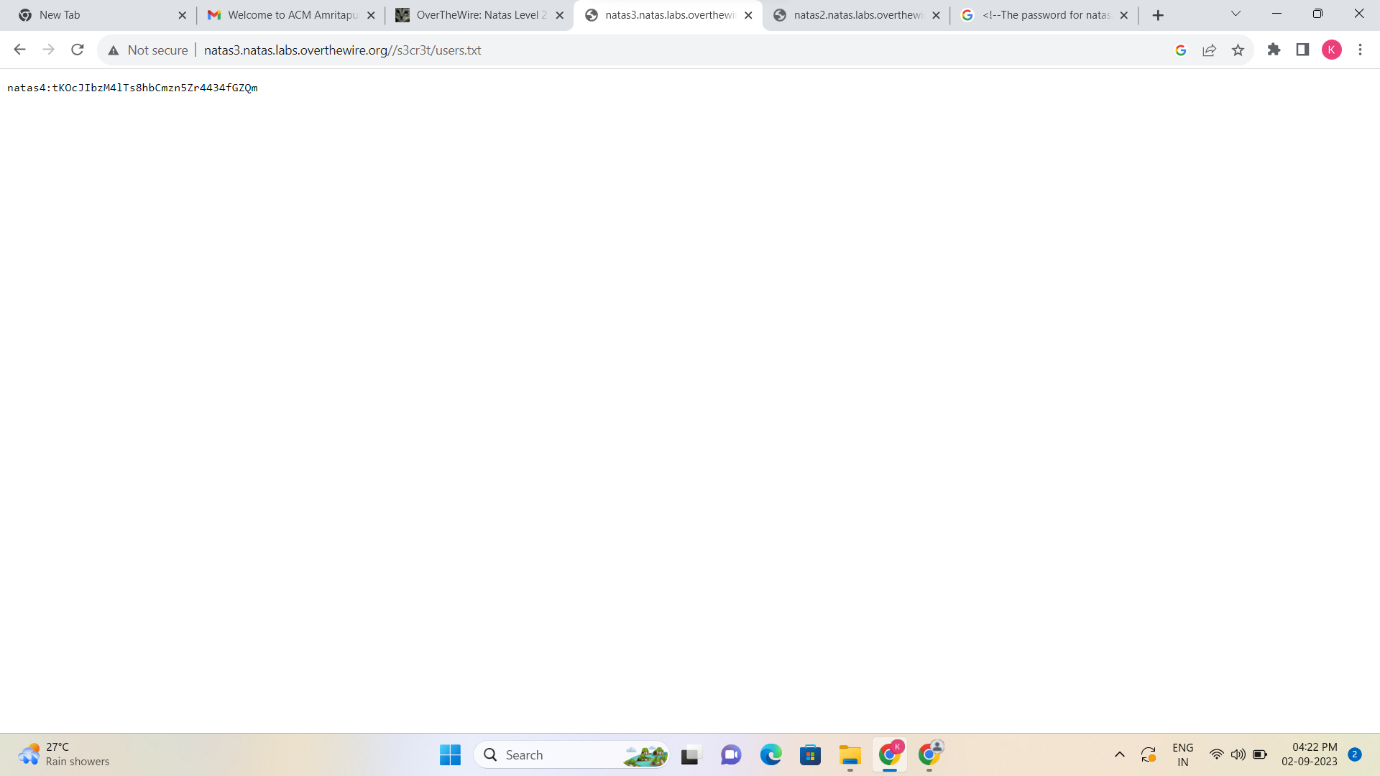 New Tab
Welcome to ACM Amritapu
OverTheWire: Natas Level 2
natas3.natas.labs.overthewi
natas2.natas.labs.overthewi
<!--The password for natas.
Not secure
natas3.natas.labs.overthewire.org//s3cr3t/users.txt
K
natas4:tKOcJIbzM4lTs8hbCmzn5Zr4434fGZQm
27°C
Rain showers
Search
K
ENG
IN
04:22 PM
02-09-2023
2